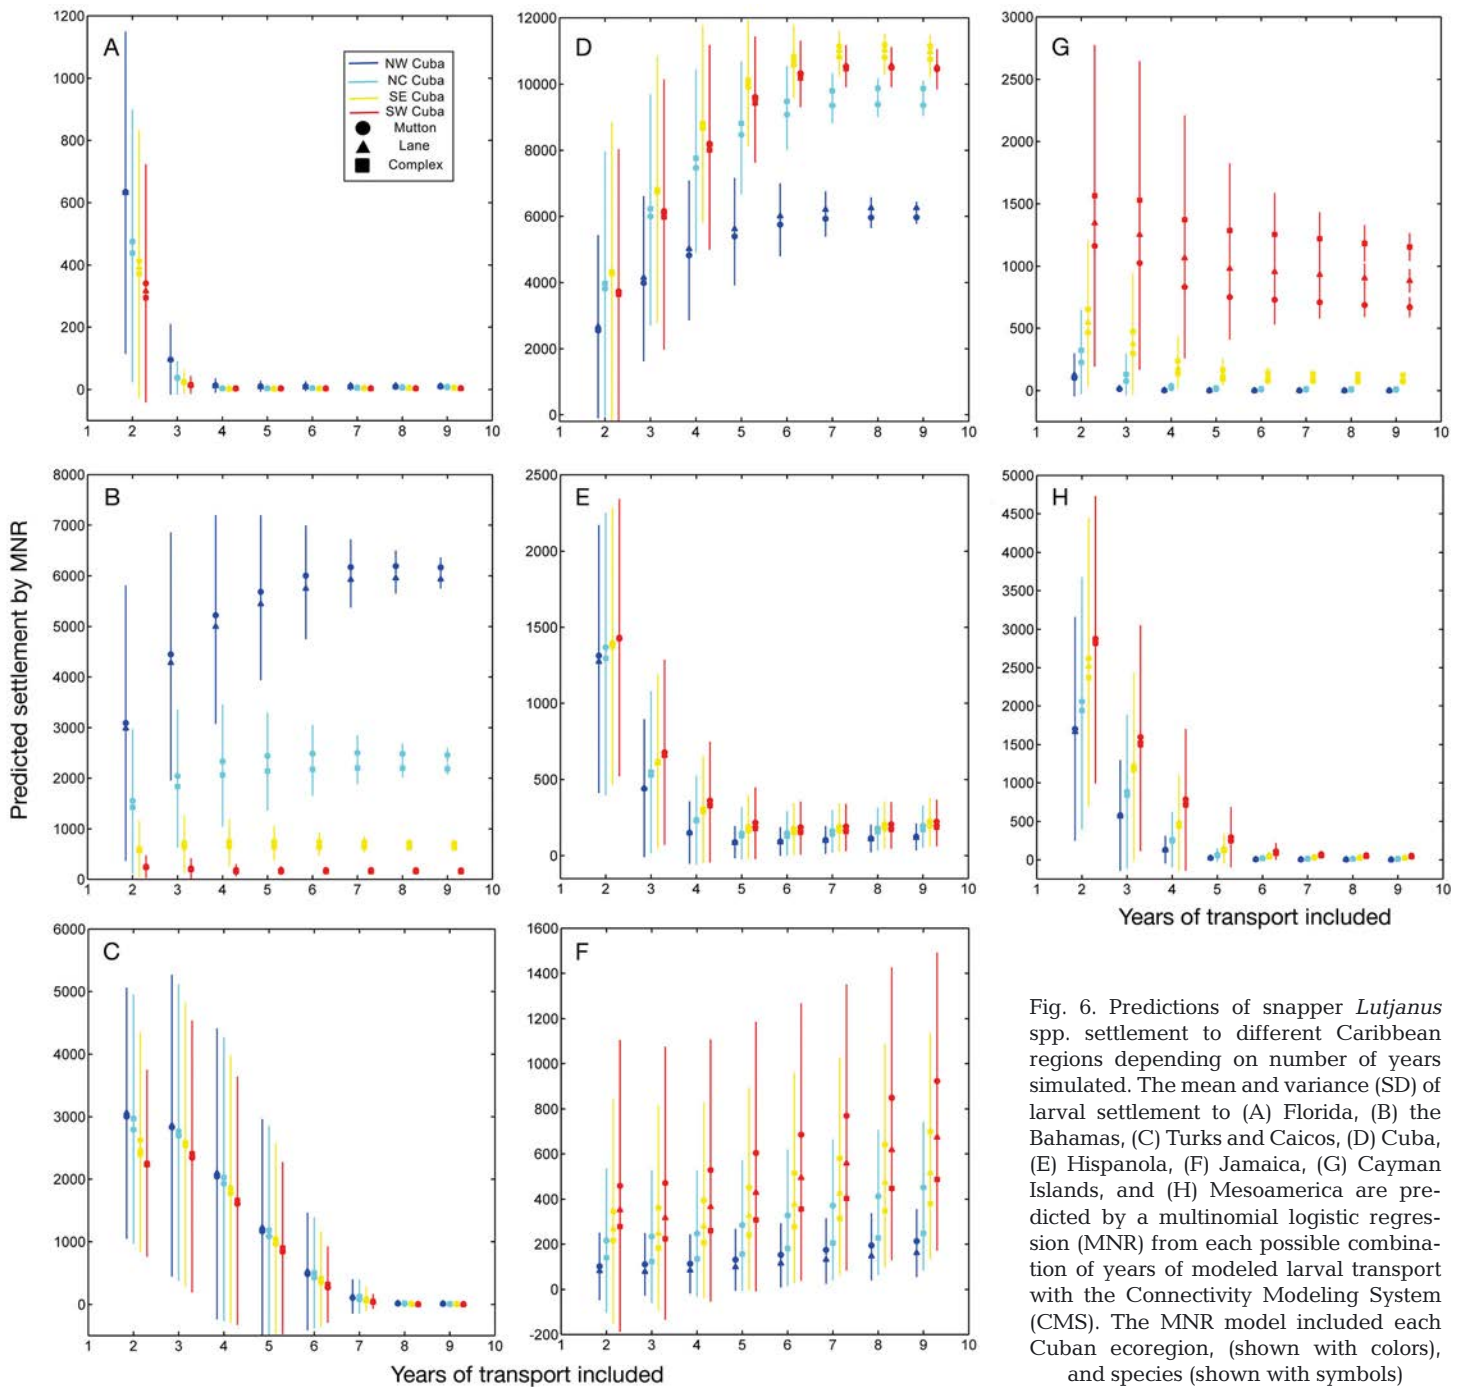 Predicted settlement by MNR
A
1200
1000
800
600
400
200
0
1 2 3 4 5 6 7 8 9 10
NW Cuba
NC Cuba
SE Cuba
SW Cuba
Mutton
Lane
Complex
D
12000
10000
8000
6000
4000
2000
0
1 2 3 4 5 6 7 8 9 10
G
3000
2500
2000
1500
1000
500
0
1 2 3 4 5 6 7 8 9 10
B
8000
7000
6000
5000
4000
3000
2000
1000
0
1 2 3 4 5 6 7 8 9 10
E
2500
2000
1500
1000
500
0
1 2 3 4 5 6 7 8 9 10
H
5000
4500
4000
3500
3000
2500
2000
1500
1000
500
0
1 2 3 4 5 6 7 8 9 10
Years of transport included
C
6000
5000
4000
3000
2000
1000
0
1 2 3 4 5 6 7 8 9 10
F
1600
1400
1200
1000
800
600
400
200
0
-200
1 2 3 4 5 6 7 8 9 10
Years of transport included
Fig. 6. Predictions of snapper Lutjanus
spp. settlement to different Caribbean
regions depending on number of years
simulated. The mean and variance (SD) of
larval settlement to (A) Florida, (B) the
Bahamas, (C) Turks and Caicos, (D) Cuba,
(E) Hispanola, (F) Jamaica, (G) Cayman
Islands, and (H) Mesoamerica are pre-
dicted by a multinomial logistic regres-
sion (MNR) from each possible combina-
tion of years of modeled larval transport
with the Connectivity Modeling System
(CMS). The MNR model included each
Cuban ecoregion, (shown with colors),
and species (shown with symbols)